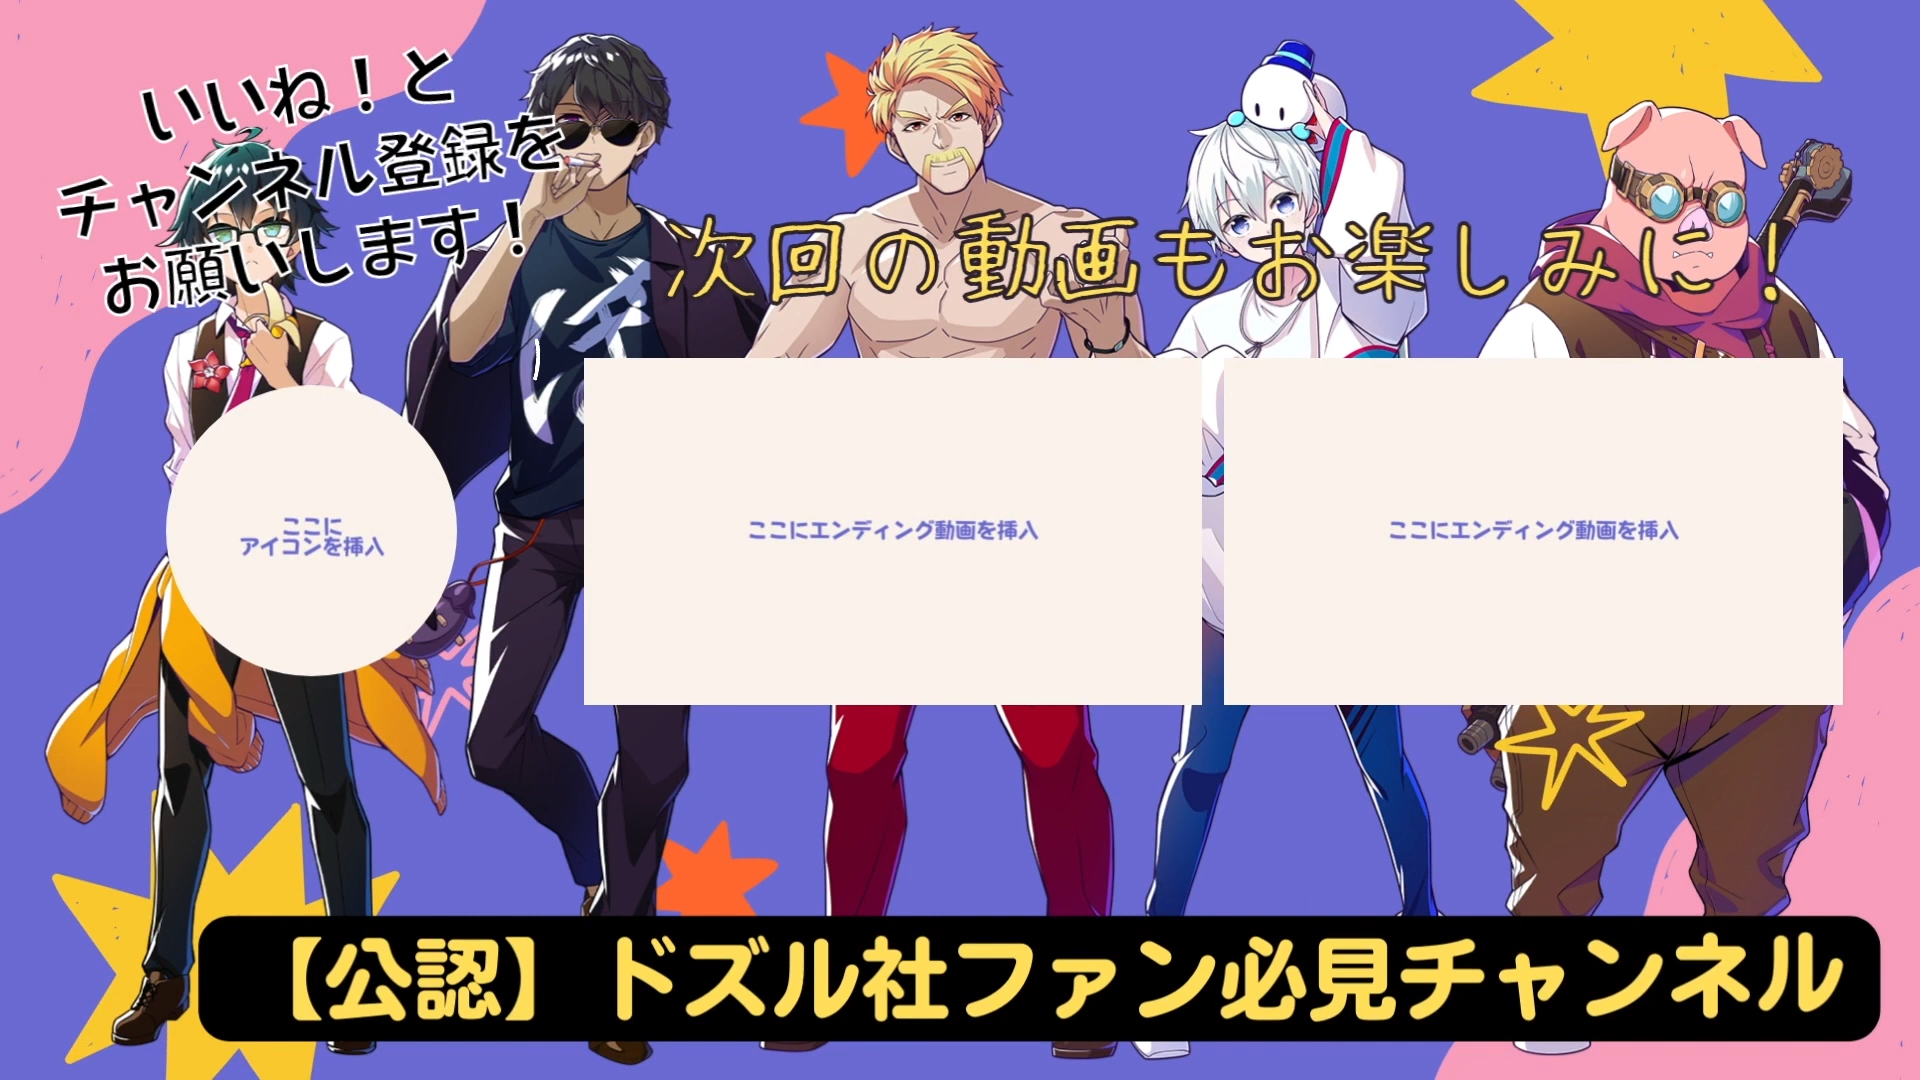 いいね！と
チャンネル登録を
お願いします！
次回の動画もお楽しみに！
ここに
アイコンを挿入
ここにエンディング動画を挿入
ここにエンディング動画を挿入
【公認】ドズル社ファン必見チャンネル